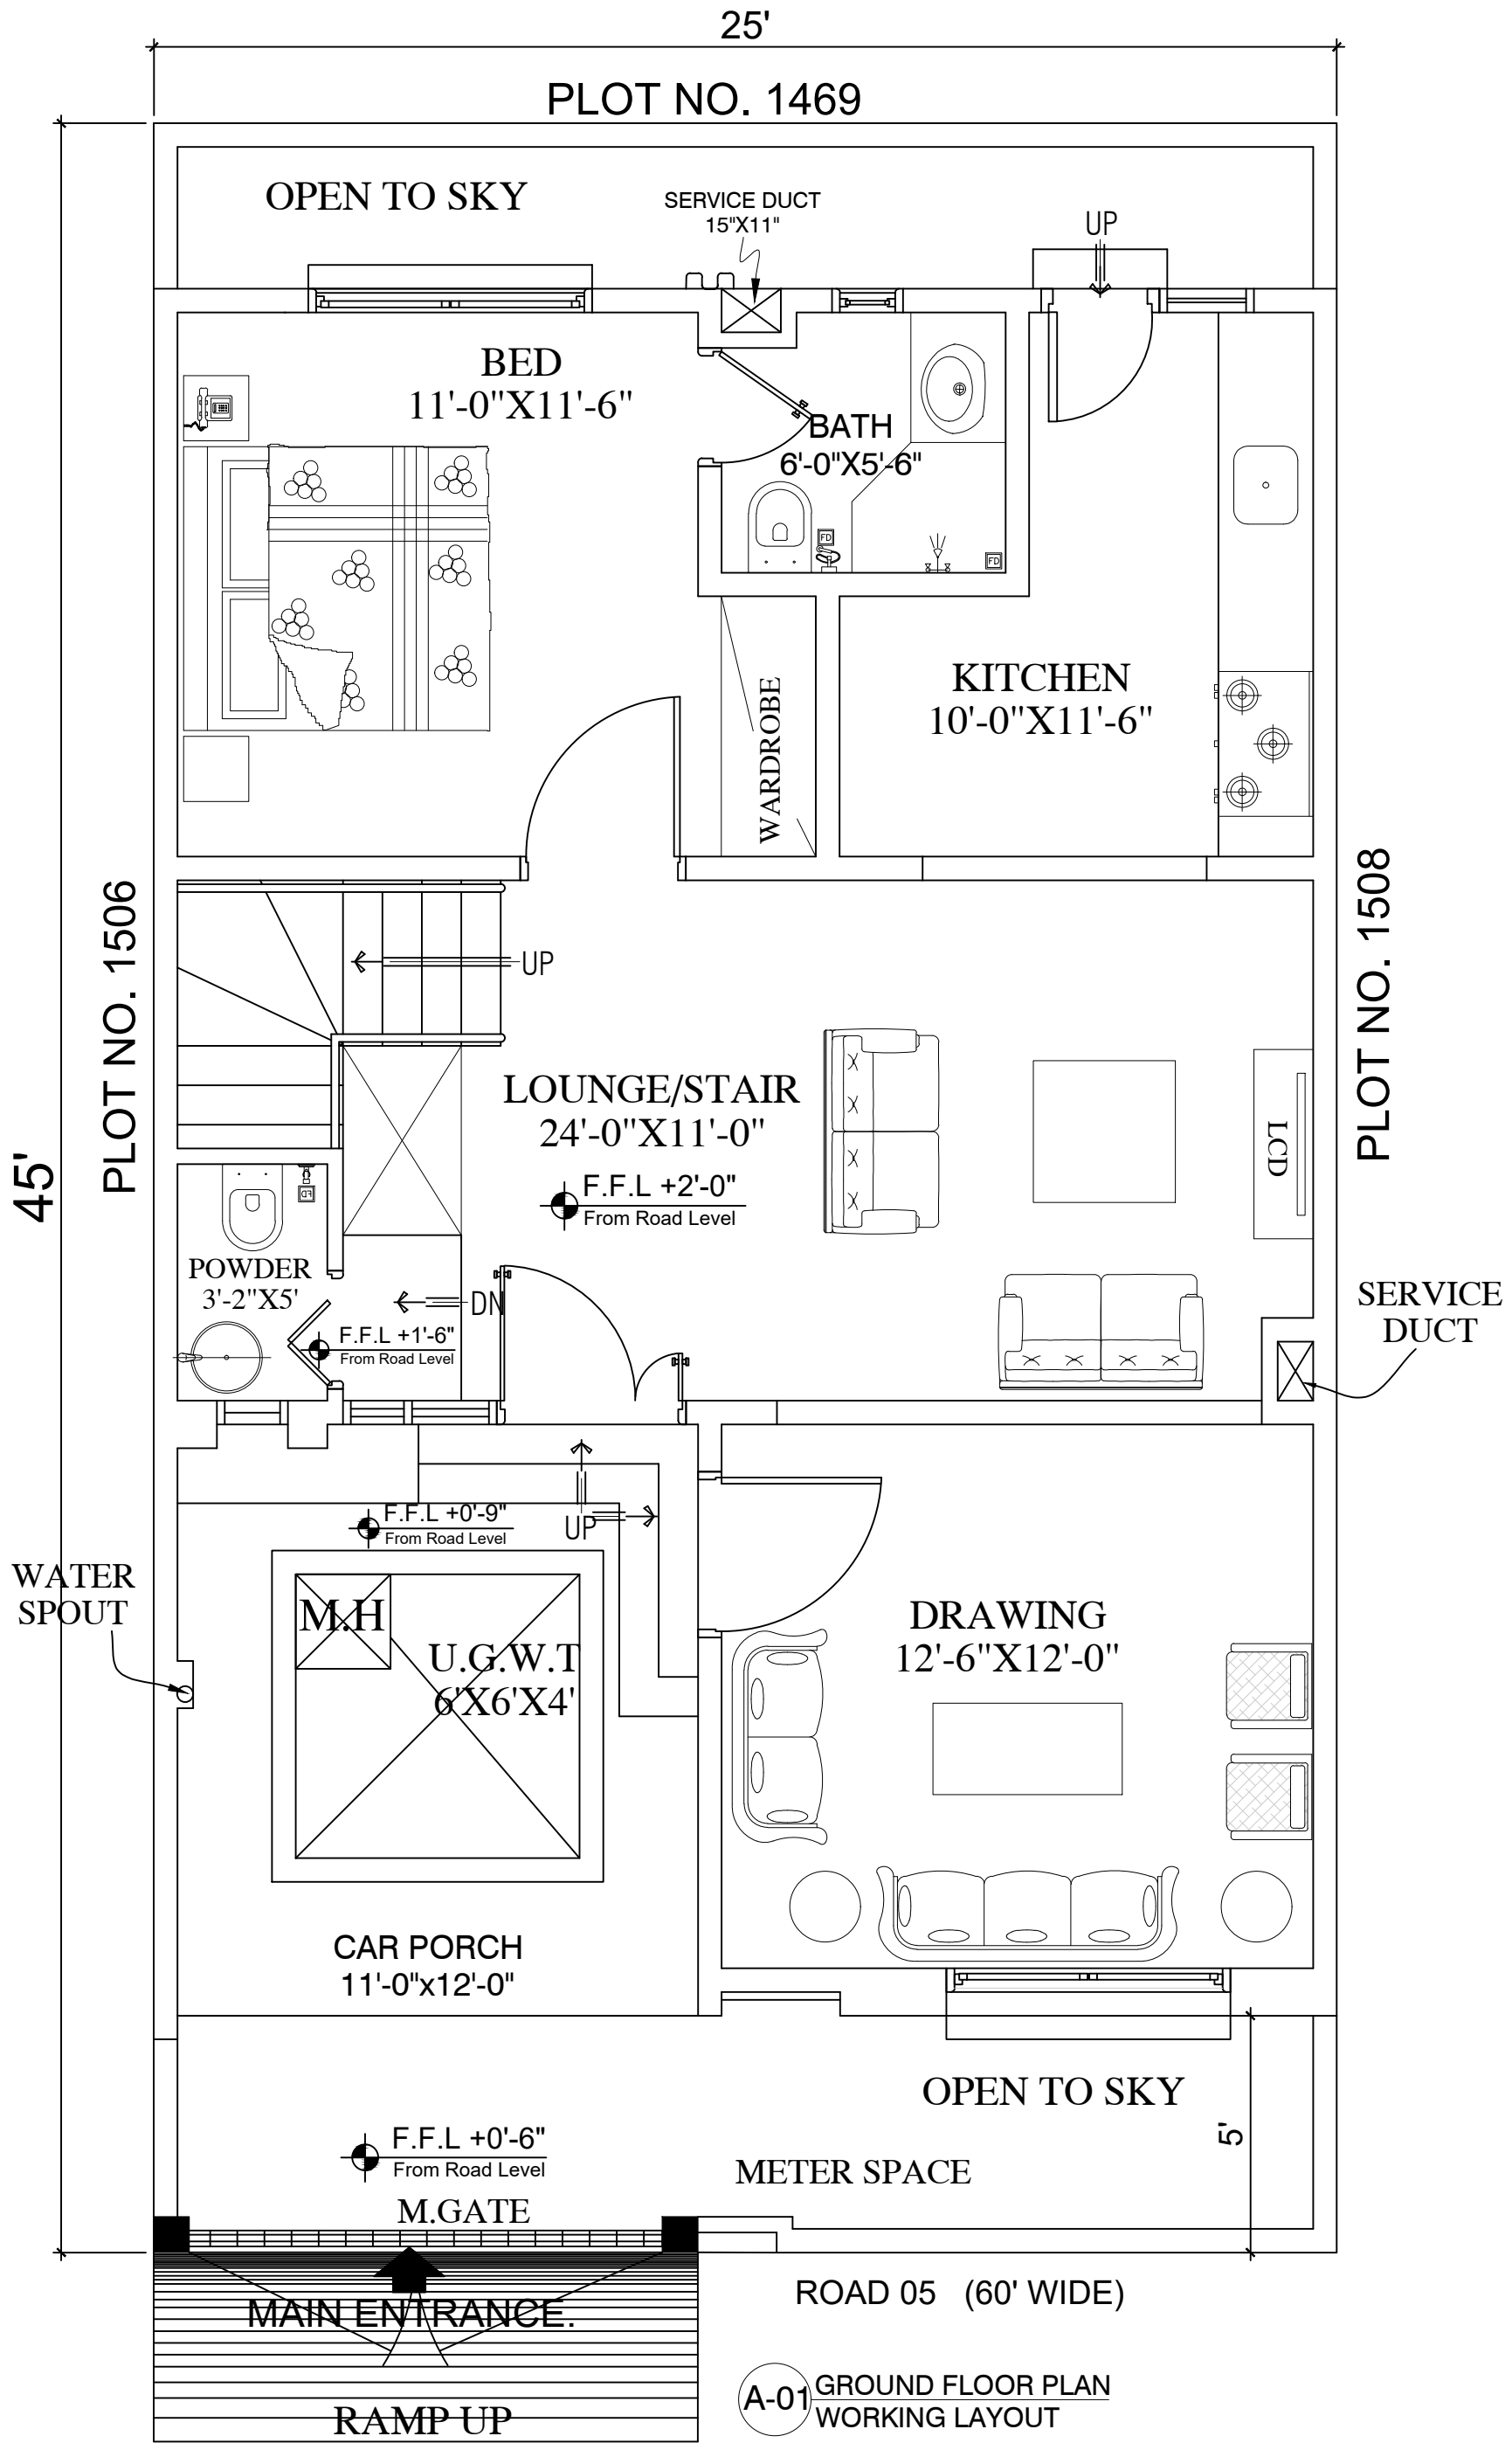 25'
PLOT NO. 1469
OPEN TO SKY
SERVICE DUCT
15"X11"
UP
BED
11'-0"X11'-6"
BATH
6'-0"X5'-6"
FD
FD
KITCHEN
10'-0"X11'-6"
WARDROBE
PLOT NO. 1506
PLOT NO. 1508
45'
UP
LOUNGE/STAIR
24'-0"X11'-0"
F.F.L +2'-0"
From Road Level
LCD
FD
POWDER
3'-2"X5'
DN
F.F.L +1'-6"
From Road Level
SERVICE
DUCT
F.F.L +0'-9"
From Road Level
UP
WATER
SPOUT
M.H
U.G.W.T
6'X6'X4'
DRAWING
12'-6"X12'-0"
CAR PORCH
11'-0"x12'-0"
OPEN TO SKY
5'
F.F.L +0'-6"
From Road Level
METER SPACE
M.GATE
MAIN ENTRANCE.
ROAD 05 (60' WIDE)
RAMP UP
A-01
GROUND FLOOR PLAN
WORKING LAYOUT